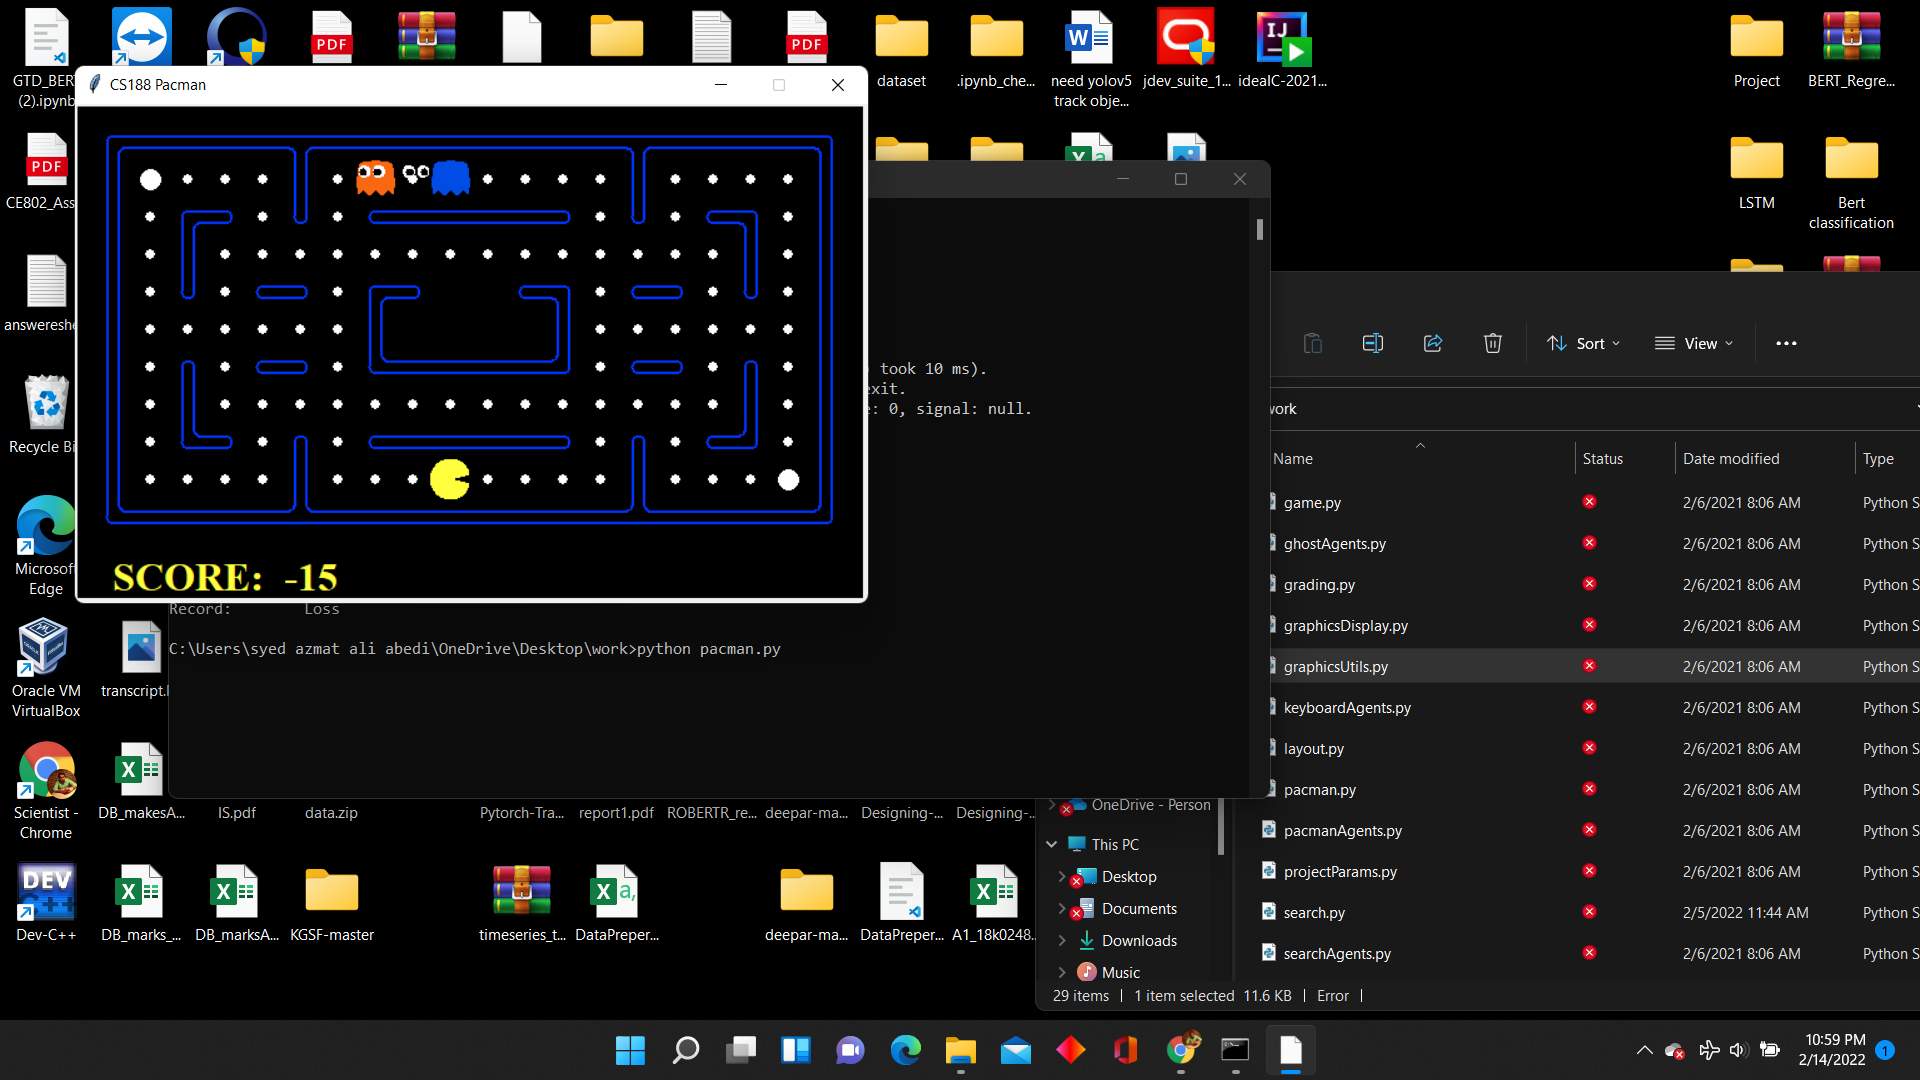 GTD_BER
(2).ipynb
PDF
PDF
dataset
.ipynb_che...
W
need yolov5
track obje...
jdev_suite_1...
IJ
ideaIC-2021...
Project
BERT_Regre...
CS188 Pacman
SCORE: -15
PDF
CE802_Ass
LSTM
Bert
classification
answereshe
Recycle Bi
Microsof
Edge
Oracle VM
VirtualBox
transcript.
Scientist -
Chrome
DB_makesA...
IS.pdf
data.zip
Pytorch-Tra...
report1.pdf
ROBERTR_re...
deepar-ma...
Designing-...
Designing-...
DEV
Dev-C++
DB_marks_...
DB_marksA...
KGSF-master
timeseries_t...
DataPreper...
deepar-ma...
DataPreper...
A1_18k0248...
took 10 ms).
exit.
e: 0, signal: null.
Record: Loss
C:\Users\syed azmat ali abedi\OneDrive\Desktop\work>python pacman.py
Sort
View
work
Name Status Date modified Type
game.py 2/6/2021 8:06 AM Python S
ghostAgents.py 2/6/2021 8:06 AM Python S
grading.py 2/6/2021 8:06 AM Python S
graphicsDisplay.py 2/6/2021 8:06 AM Python S
graphicsUtils.py 2/6/2021 8:06 AM Python S
keyboardAgents.py 2/6/2021 8:06 AM Python S
layout.py 2/6/2021 8:06 AM Python S
pacman.py 2/6/2021 8:06 AM Python S
pacmanAgents.py 2/6/2021 8:06 AM Python S
projectParams.py 2/6/2021 8:06 AM Python S
search.py 2/5/2022 11:44 AM Python S
searchAgents.py 2/6/2021 8:06 AM Python S
OneDrive - Person
This PC
Desktop
Documents
Downloads
Music
29 items 1 item selected 11.6 KB Error
10:59 PM
2/14/2022
1